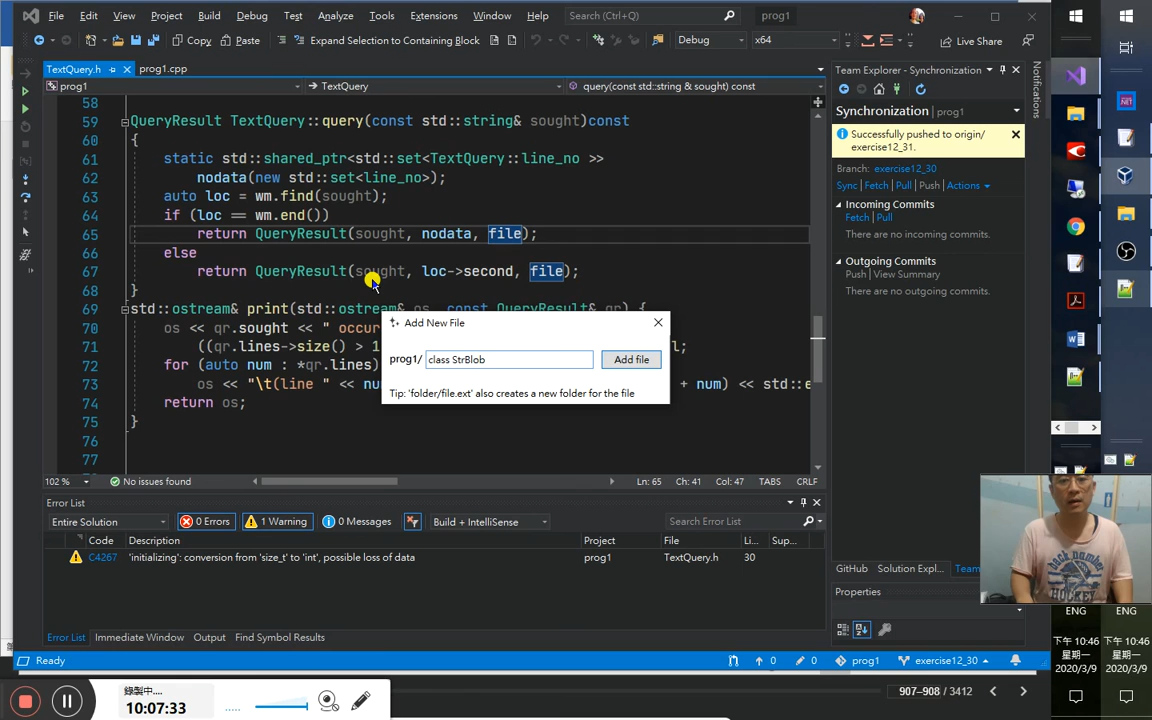 File Edit View Project Build Debug Test Analyze Tools Extensions Window Help Search (Ctrl+Q) prog1
Copy Paste Expand Selection to Containing Block Debug x64 Live Share
TextQuery.h prog1.cpp
prog1 TextQuery query(const std::string & sought) const
58
59 QueryResult TextQuery::query(const std::string& sought)const
60 {
61 static std::shared_ptr<std::set<TextQuery::line_no >>
62 nodata(new std::set<line_no>);
63 auto loc = wm.find(sought);
64 if (loc == wm.end())
65 return QueryResult(sought, nodata, file);
66 else
67 return QueryResult(sought, loc->second, file);
68 }
69 std::ostream& print(std::ostream& os, const QueryResult& qr) {
70 os << qr.sought << " occur
71 ((qr.lines->size() > 1 l;
72 for (auto num : *qr.lines)
73 os << "\t(line " << nu + num) << std::e
74 return os;
75 }
76
77
Add New File
prog1/ class StrBlob Add file
Tip: 'folder/file.ext' also creates a new folder for the file
102 % No issues found Ln: 65 Ch: 41 Col: 47 TABS CRLF
Error List
Entire Solution 0 Errors 1 Warning 0 Messages Build + IntelliSense Search Error List
Code Description Project File Li... Sup...
C4267 'initializing': conversion from 'size_t' to 'int', possible loss of data prog1 TextQuery.h 30
Error List Immediate Window Output Find Symbol Results
Ready 0 0 prog1 exercise12_30
Team Explorer - Synchronization
Synchronization prog1
Successfully pushed to origin/
exercise12_31.
Branch: exercise12_30
Sync Fetch Pull Push Actions
Incoming Commits
Fetch Pull
There are no incoming commits.
Outgoing Commits
Push View Summary
There are no outgoing commits.
GitHub Solution Expl... Team
Properties
Notifications
.NET
ENG ENG
下午 10:46 下午 10:46
星期一 星期一
2020/3/9 2020/3/9
錄製中....
10:07:33
907–908 / 3412